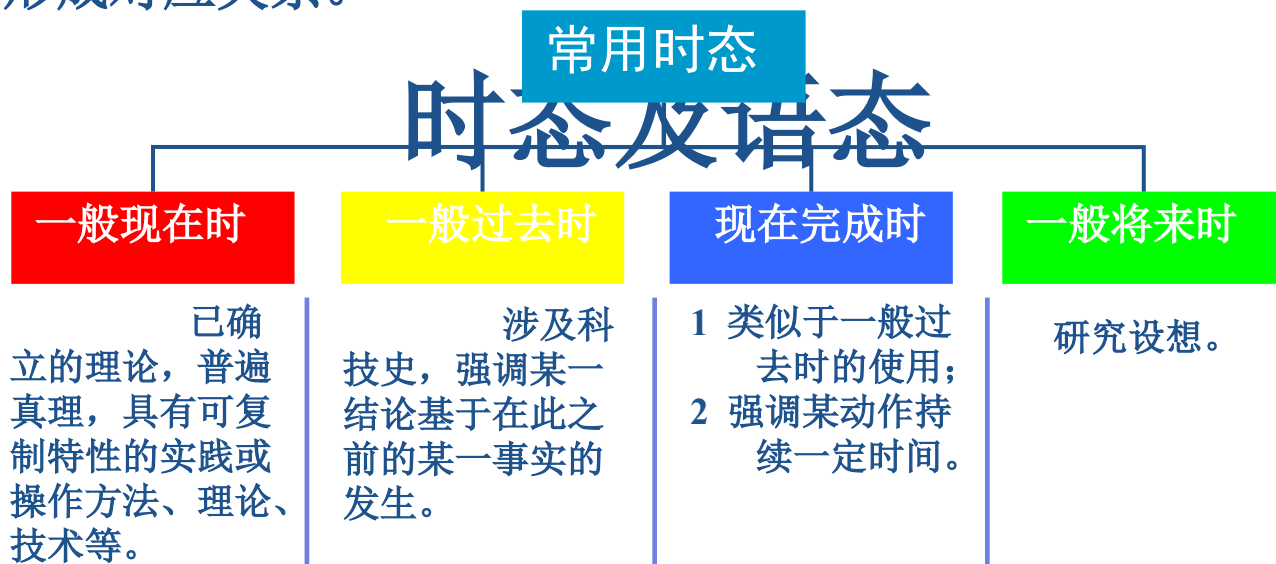 形成对应关系。
常用时态
时态及语态
一般现在时
一般过去时
现在完成时
一般将来时
已确
立的理论，普遍
真理，具有可复
制特性的实践或
操作方法、理论、
技术等。
涉及科
技史，强调某一
结论基于在此之
前的某一事实的
发生。
1 类似于一般过
去时的使用；
2 强调某动作持
续一定时间。
研究设想。